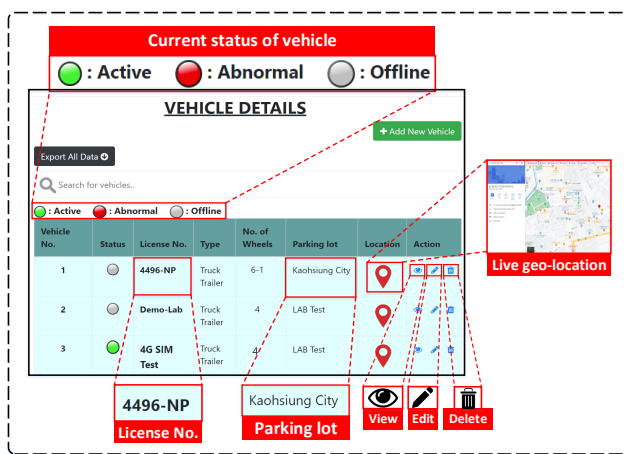 Current status of vehicle
: Active : Abnormal : Offline
VEHICLE DETAILS
+ Add New Vehicle
Export All Data
Search for vehicles..
: Active : Abnormal : Offline
Vehicle No. Status License No. Type No. of Wheels Parking lot Location Action
1 4496-NP Truck Trailer 6-1 Kaohsiung City
2 Demo-Lab Truck Trailer 4 LAB Test
3 4G SIM Test Truck Trailer 4 LAB Test
Live geo-location
4496-NP
License No.
Kaohsiung City
Parking lot
View Edit Delete